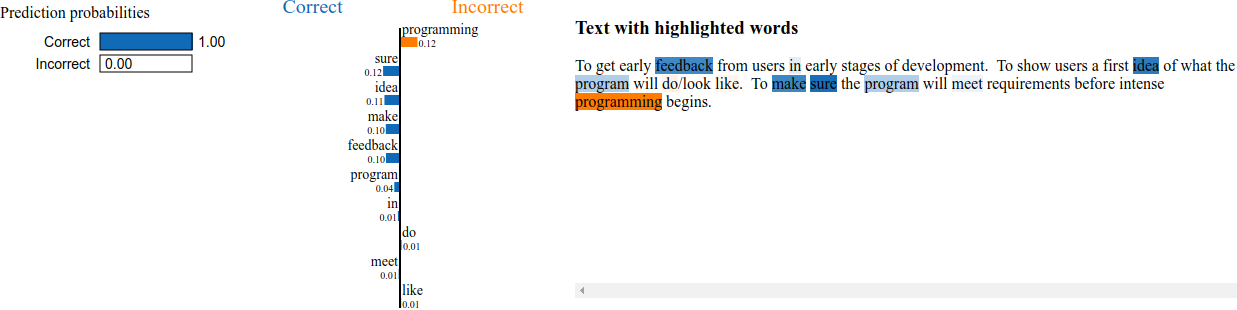 Prediction probabilities
Correct 1.00
Incorrect 0.00
Correct Incorrect
programming
0.12
sure
0.12
idea
0.11
make
0.10
feedback
0.10
program
0.04
in
0.01
do
0.01
meet
0.01
like
0.01
Text with highlighted words
To get early feedback from users in early stages of development.  To show users a first idea of what the
program will do/look like.  To make sure the program will meet requirements before intense
programming begins.